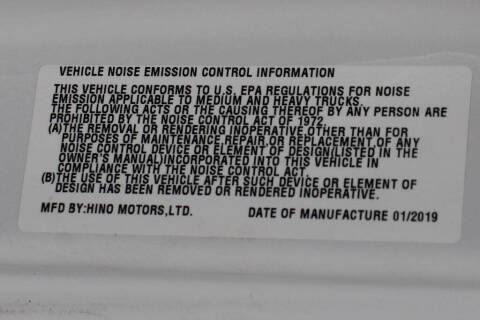 VEHICLE NOISE EMISSION CONTROL INFORMATION
THIS VEHICLE CONFORMS TO U.S. EPA REGULATIONS FOR NOISE
EMISSION APPLICABLE TO MEDIUM AND HEAVY TRUCKS.
THE FOLLOWING ACTS OR THE CAUSING THEREOF BY ANY PERSON ARE
PROHIBITED BY THE NOISE CONTROL ACT OF 1972.
(A)THE REMOVAL OR RENDERING INOPERATIVE OTHER THAN FOR
PURPOSES OF MAINTENANCE REPAIR OR REPLACEMENT OF ANY
NOISE CONTROL DEVICE OR ELEMENT OF DESIGN(LISTED IN THE
OWNER'S MANUAL)INCORPORATED INTO THIS VEHICLE IN
COMPLIANCE WITH THE NOISE CONTROL ACT.
(B)THE USE OF THIS VEHICLE AFTER SUCH DEVICE OR ELEMENT OF
DESIGN HAS BEEN REMOVED OR RENDERED INOPERATIVE.
MFD BY:HINO MOTORS,LTD. DATE OF MANUFACTURE 01/2019